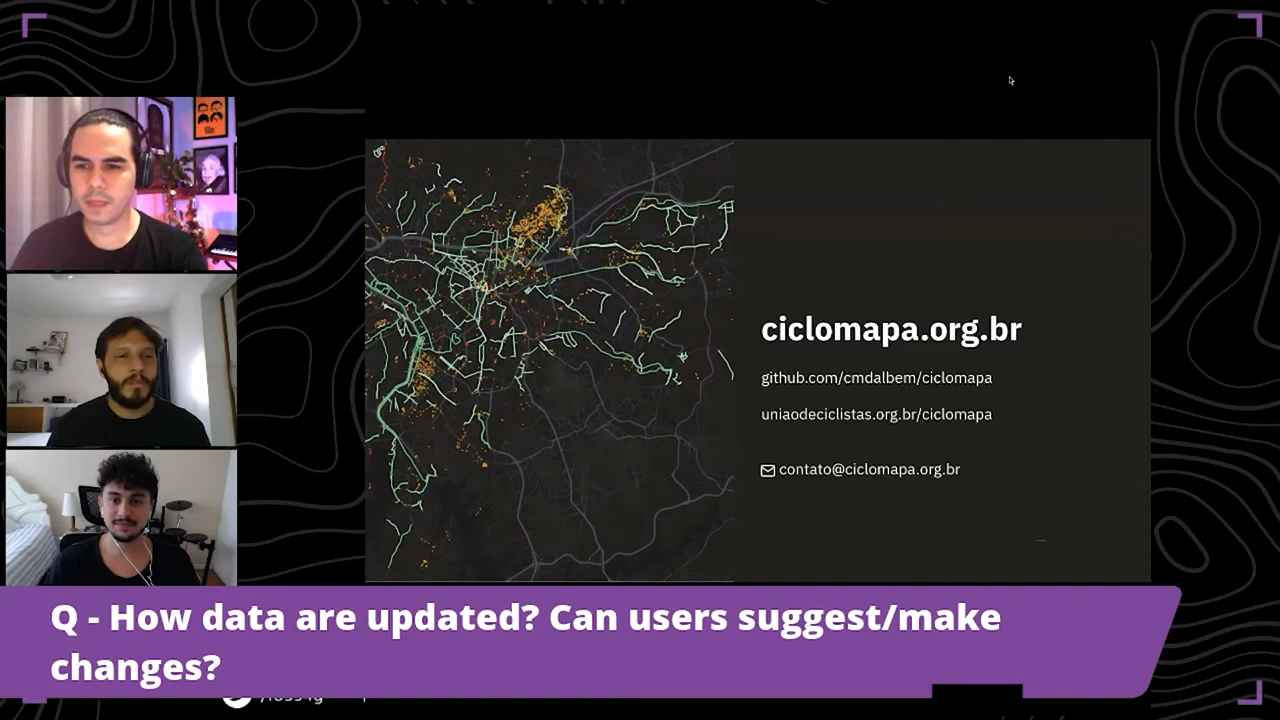 ciclomapa.org.br
github.com/cmdalbem/ciclomapa
uniaodeciclistas.org.br/ciclomapa
contato@ciclomapa.org.br
Q - How data are updated? Can users suggest/make
changes?